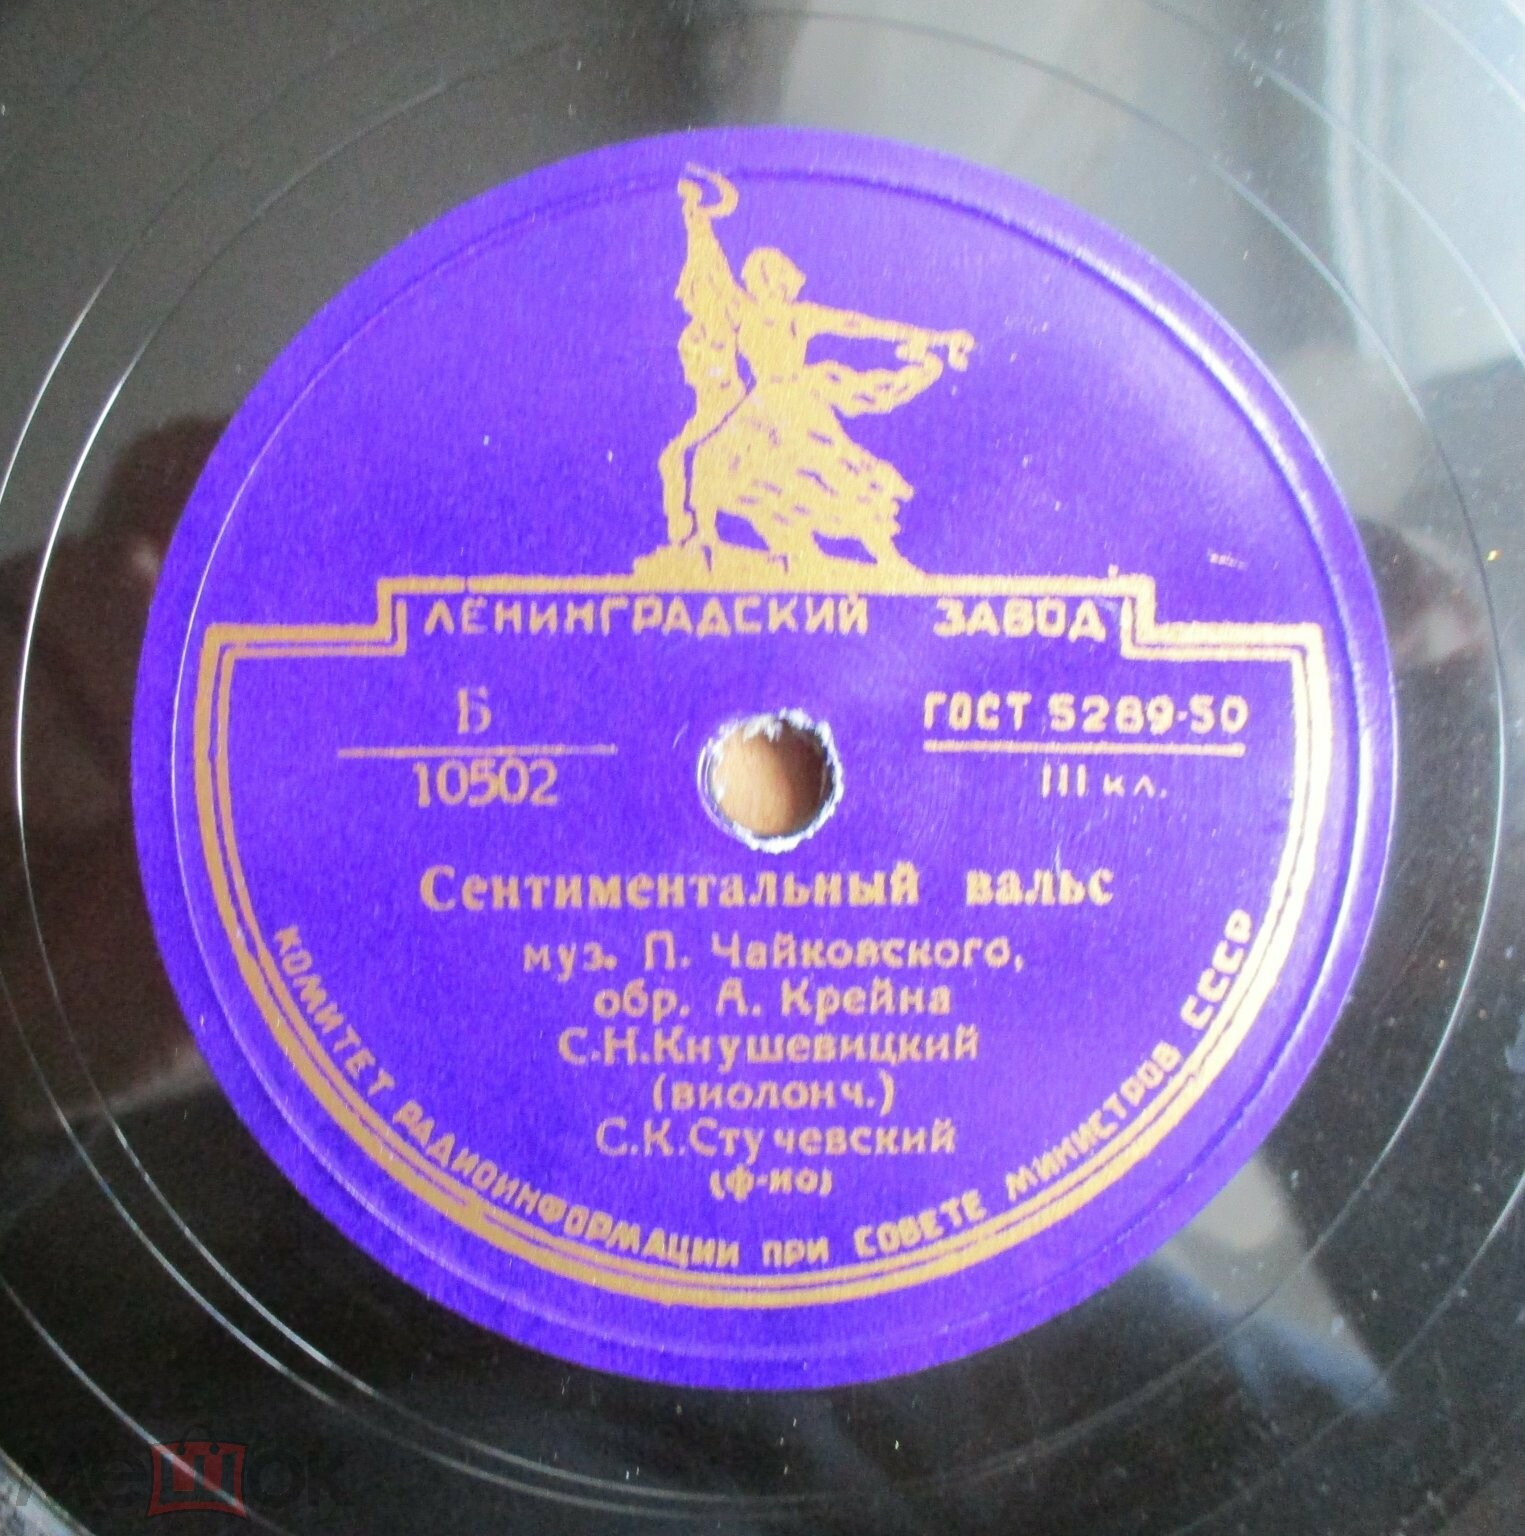 ЛЕНИНГРАДСКИЙ ЗАВОД
Б
10502
ГОСТ 5289-50
III кл.
Сентиментальный вальс
муз. П. Чайковского,
обр. А. Крейна
С.Н.Кнушевицкий
(виолонч.)
С.К.Стучевский
(ф-но)
КОМИТЕТ РАДИОИНФОРМАЦИИ ПРИ СОВЕТЕ МИНИСТРОВ СССР
мешок